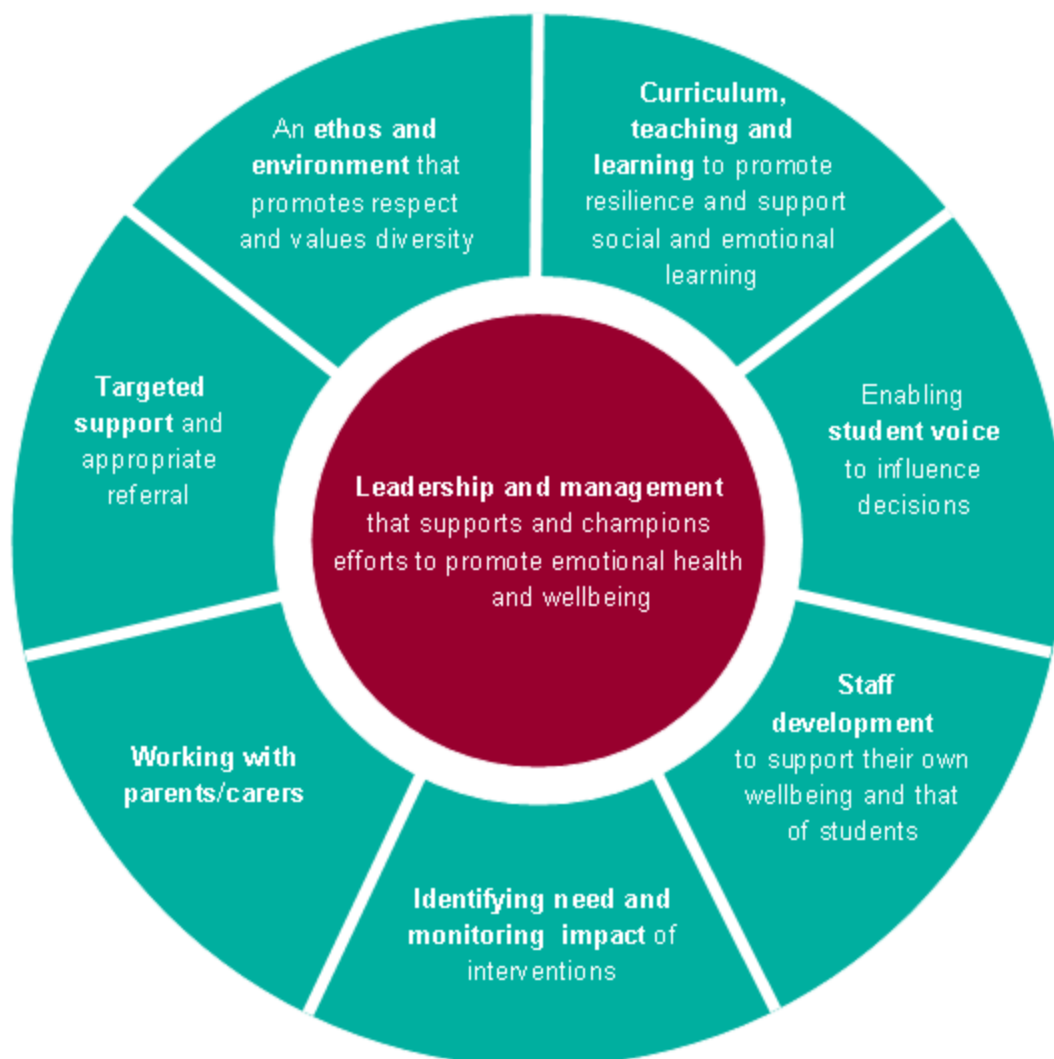 An ethos and
environment that
promotes respect
and values diversity
Curriculum,
teaching and
learning to promote
resilience and support
social and emotional
learning
Enabling
student voice
to influence
decisions
Staff
development
to support their own
wellbeing and that
of students
Identifying need and
monitoring impact of
interventions
Working with
parents/carers
Targeted
support and
appropriate
referral
Leadership and management
that supports and champions
efforts to promote emotional health
and wellbeing